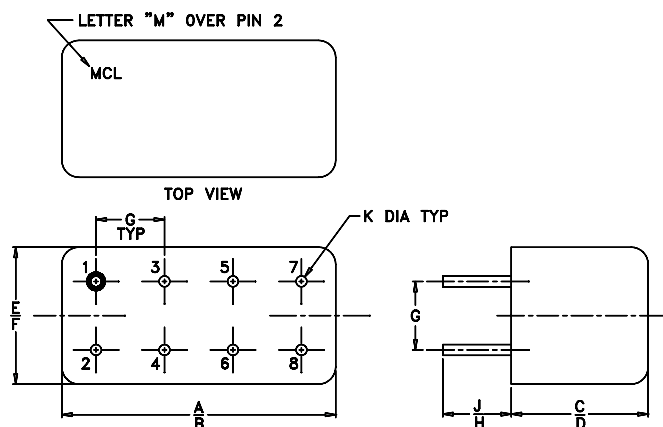 LETTER "M" OVER PIN 2
MCL
TOP VIEW
G
TYP
K DIA TYP
1 3 5 7
E
F
G
2 4 6 8
A
B
J
H
C
D